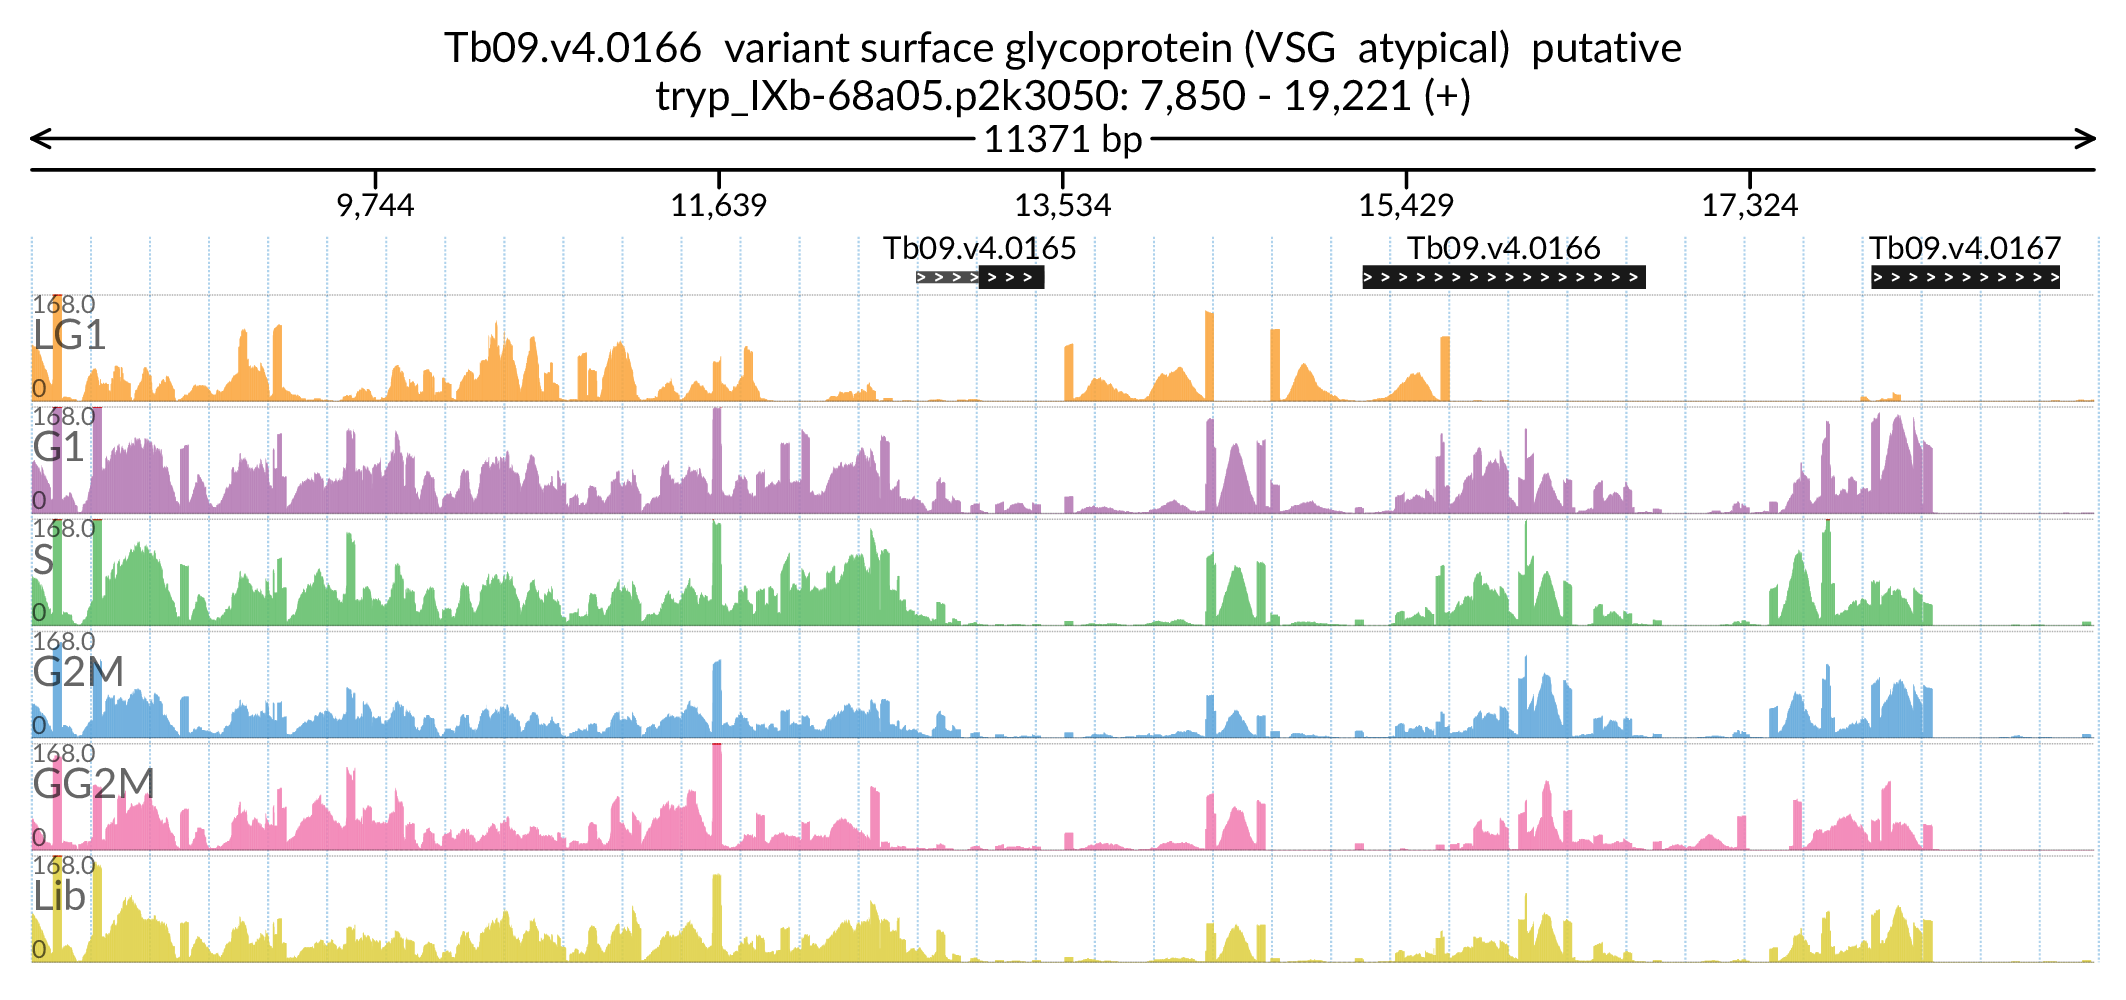 Tb09.v4.0166 variant surface glycoprotein (VSG atypical) putative
tryp_IXb-68a05.p2k3050: 7,850 - 19,221 (+)
11371 bp
9,744 11,639 13,534 15,429 17,324
Tb09.v4.0165 Tb09.v4.0166 Tb09.v4.0167
168.0
LG1
0
168.0
G1
0
168.0
S
0
168.0
G2M
0
168.0
GG2M
0
168.0
Lib
0